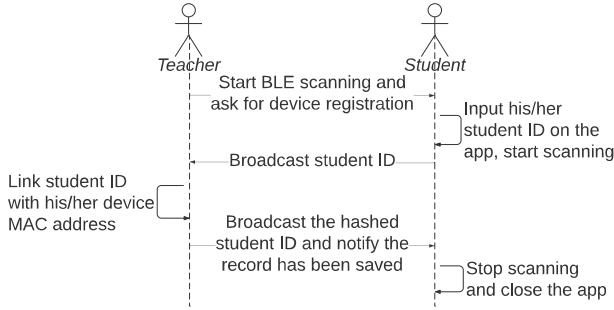 Teacher
Student
Start BLE scanning and
ask for device registration
Input his/her
student ID on the
app, start scanning
Broadcast student ID
Link student ID
with his/her device
MAC address
Broadcast the hashed
student ID and notify the
record has been saved
Stop scanning
and close the app